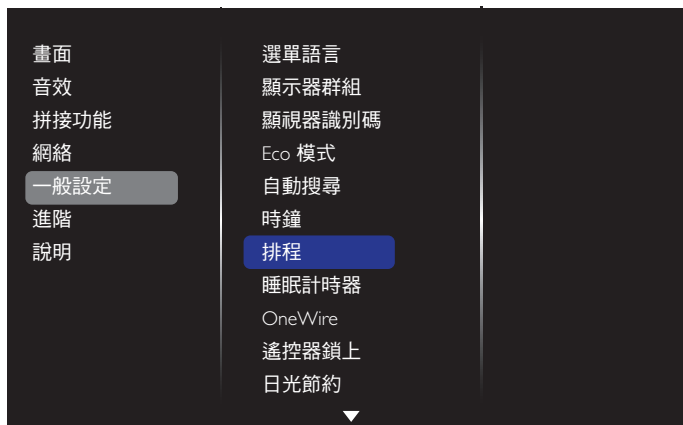 畫面
音效
拼接功能
網絡
一般設定
進階
說明
選單語言
顯示器群組
顯視器識別碼
Eco 模式
自動搜尋
時鐘
排程
睡眠計時器
OneWire
遙控器鎖上
日光節約